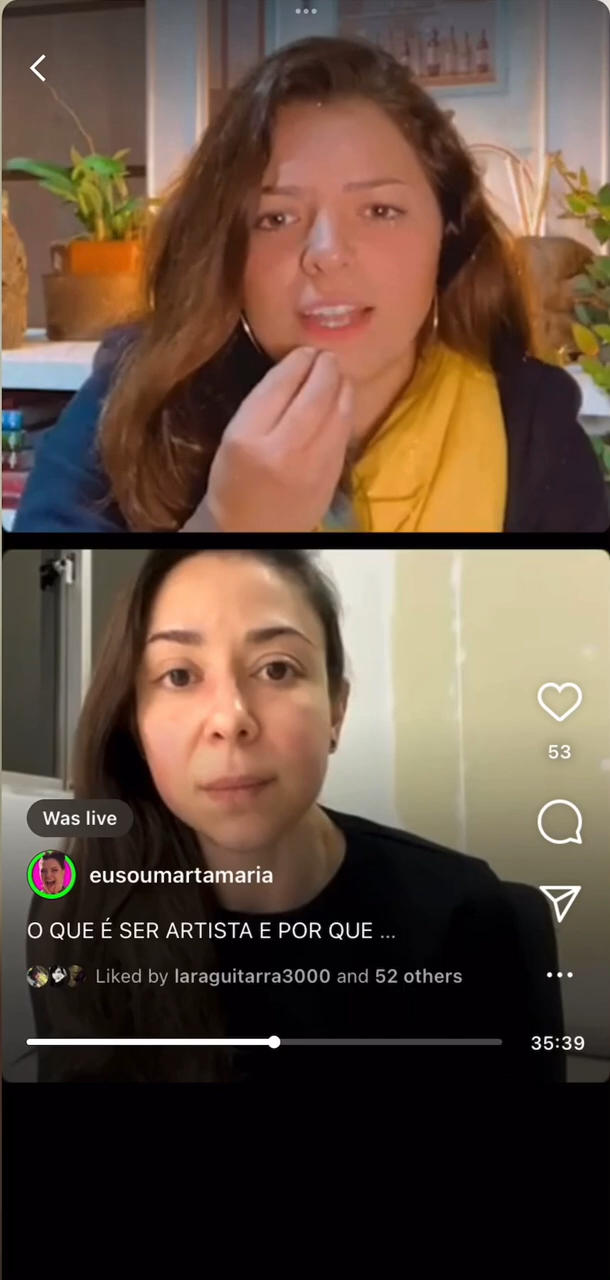 53
Was live
eusoumartamaria
O QUE É SER ARTISTA E POR QUE ...
Liked by laraguitarra3000 and 52 others
35:39